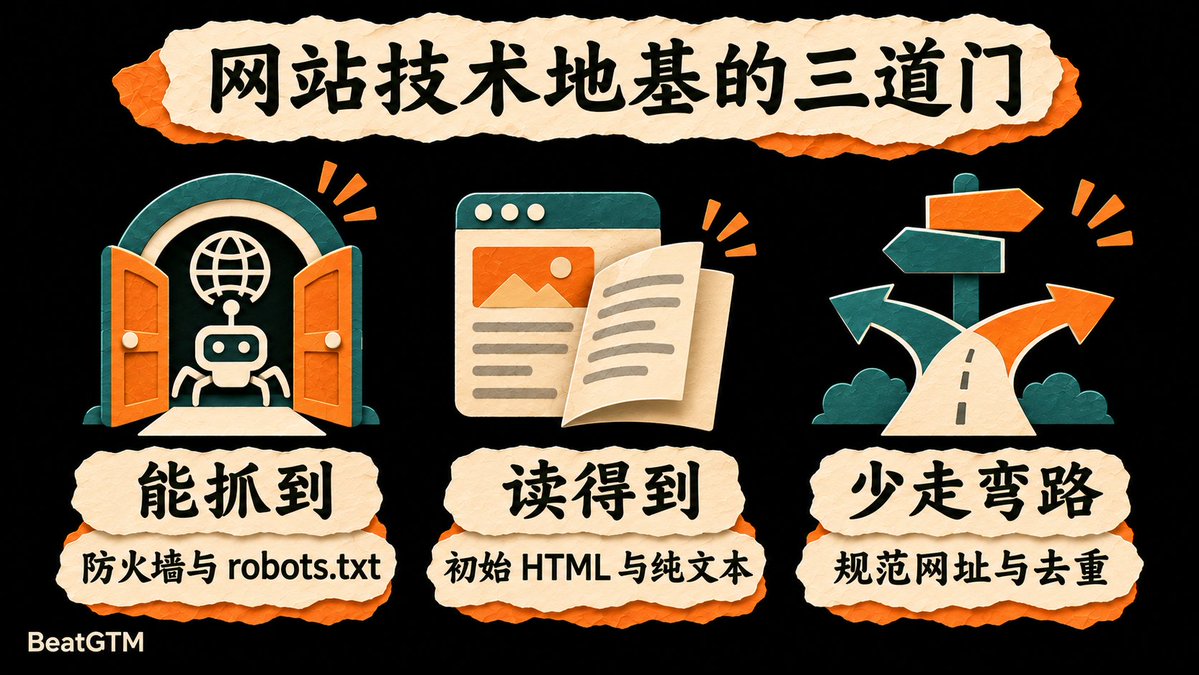 网站技术地基的三道门
能抓到
防火墙与 robots.txt
读得到
初始 HTML 与纯文本
少走弯路
规范网址与去重
BeatGTM